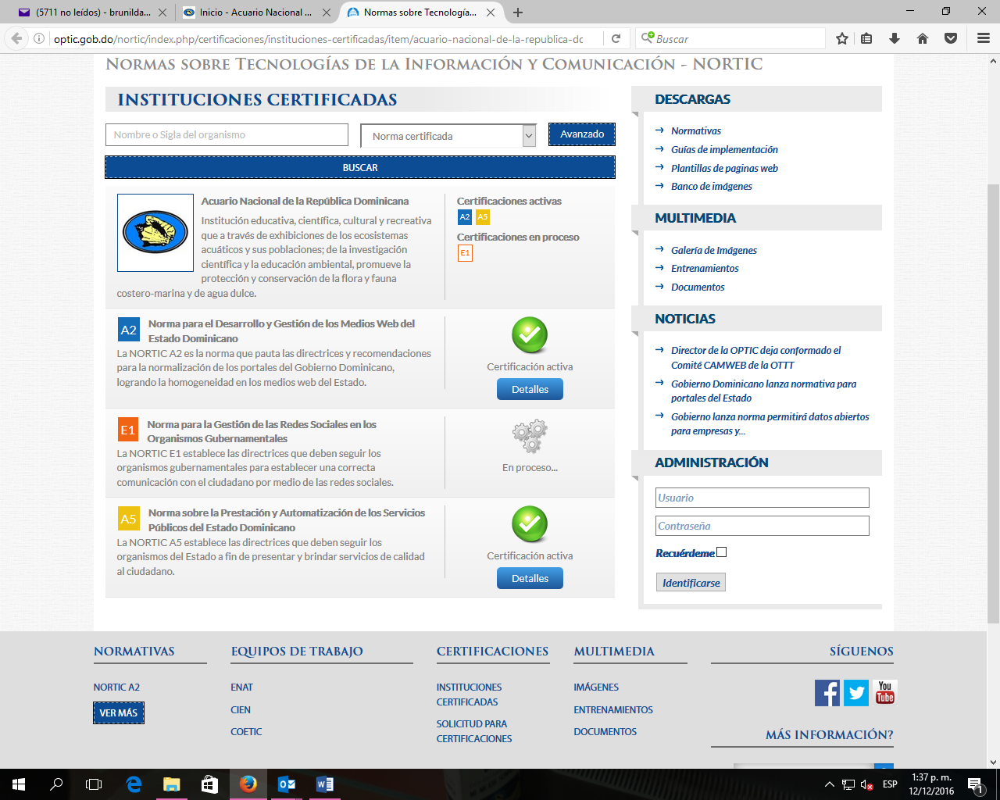 (5711 no leídos) - brunilda...
Inicio - Acuario Nacional ...
Normas sobre Tecnología...
optic.gob.do/nortic/index.php/certificaciones/instituciones-certificadas/item/acuario-nacional-de-la-republica-dc
Buscar
Normas sobre Tecnologías de la Información y Comunicación - NORTIC
INSTITUCIONES CERTIFICADAS
Nombre o Sigla del organismo
Norma certificada
Avanzado
BUSCAR
Acuario Nacional de la República Dominicana
Institución educativa, científica, cultural y recreativa
que a través de exhibiciones de los ecosistemas
acuáticos y sus poblaciones; de la investigación
científica y la educación ambiental, promueve la
protección y conservación de la flora y fauna
costero-marina y de agua dulce.
Certificaciones activas
A2 A5
Certificaciones en proceso
E1
A2
Norma para el Desarrollo y Gestión de los Medios Web del
Estado Dominicano
La NORTIC A2 es la norma que pauta las directrices y recomendaciones
para la normalización de los portales del Gobierno Dominicano,
logrando la homogeneidad en los medios web del Estado.
Certificación activa
Detalles
E1
Norma para la Gestión de las Redes Sociales en los
Organismos Gubernamentales
La NORTIC E1 establece las directrices que deben seguir los
organismos gubernamentales para establecer una correcta
comunicación con el ciudadano por medio de las redes sociales.
En proceso...
A5
Norma sobre la Prestación y Automatización de los Servicios
Públicos del Estado Dominicano
La NORTIC A5 establece las directrices que deben seguir los
organismos del Estado a fin de presentar y brindar servicios de calidad
al ciudadano.
Certificación activa
Detalles
DESCARGAS
Normativas
Guías de implementación
Plantillas de paginas web
Banco de imágenes
MULTIMEDIA
Galería de Imágenes
Entrenamientos
Documentos
NOTICIAS
Director de la OPTIC deja conformado el
Comité CAMWEB de la OTTT
Gobierno Dominicano lanza normativa para
portales del Estado
Gobierno lanza norma permitirá datos abiertos
para empresas y...
ADMINISTRACIÓN
Usuario
Contraseña
Recuérdeme
Identificarse
NORMATIVAS
NORTIC A2
VER MÁS
EQUIPOS DE TRABAJO
ENAT
CIEN
COETIC
CERTIFICACIONES
INSTITUCIONES
CERTIFICADAS
SOLICITUD PARA
CERTIFICACIONES
MULTIMEDIA
IMÁGENES
ENTRENAMIENTOS
DOCUMENTOS
SÍGUENOS
You
Tube
MÁS INFORMACIÓN?
ESP
1:37 p. m.
12/12/2016
1